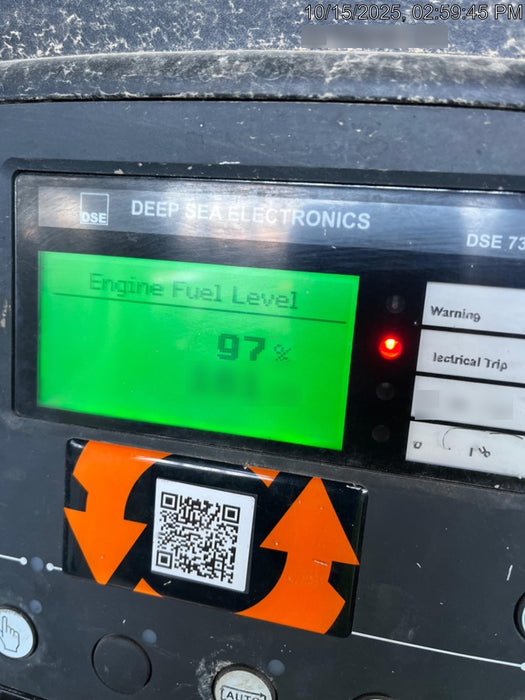 10/15/2025, 02:59:45 PM
DSE
DEEP SEA ELECTRONICS
DSE 73
Engine Fuel Level
97 %
Warning
lectrical Trip
AUTO